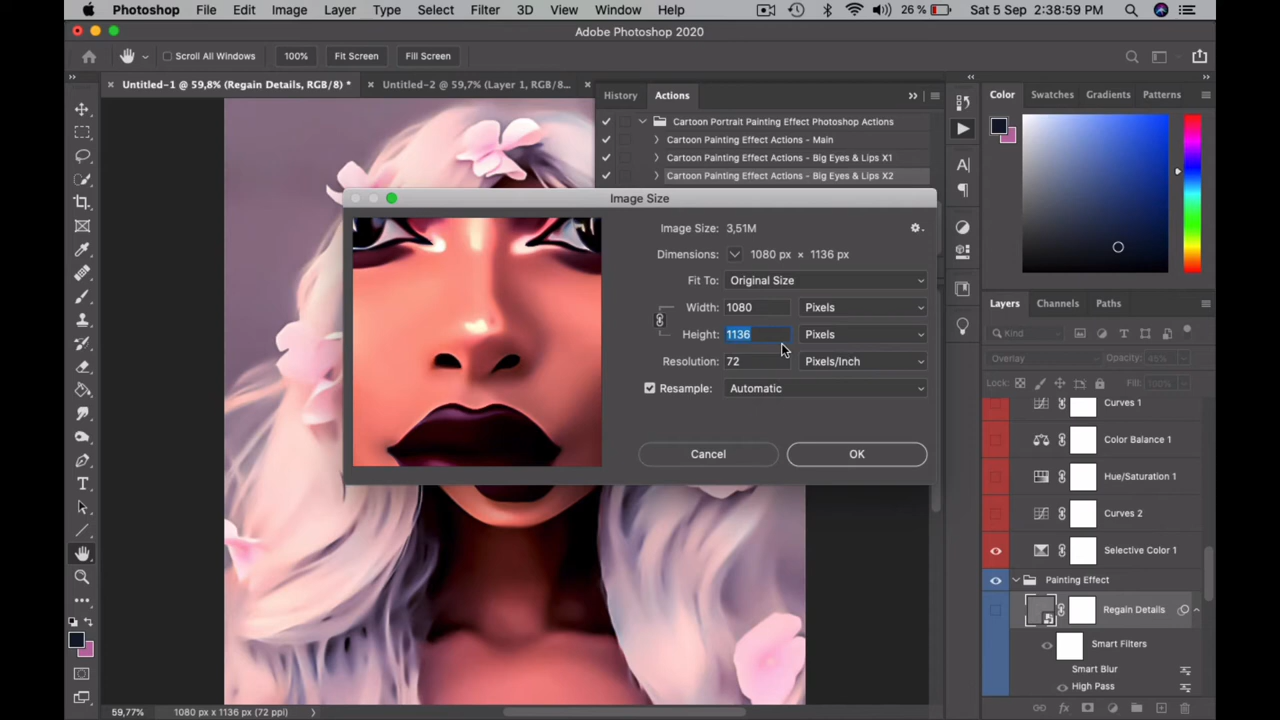 Photoshop File Edit Image Layer Type Select Filter 3D View Window Help 26 % Sat 5 Sep 2:38:59 PM
Adobe Photoshop 2020
Scroll All Windows 100% Fit Screen Fill Screen
Untitled-1 @ 59,8% (Regain Details, RGB/8) * Untitled-2 @ 59,7% (Layer 1, RGB/8...
History Actions
Cartoon Portrait Painting Effect Photoshop Actions
Cartoon Painting Effect Actions - Main
Cartoon Painting Effect Actions - Big Eyes & Lips X1
Cartoon Painting Effect Actions - Big Eyes & Lips X2
Color Swatches Gradients Patterns
Image Size
Image Size: 3,51M
Dimensions: 1080 px × 1136 px
Fit To: Original Size
Width: 1080 Pixels
Height: 1136 Pixels
Resolution: 72 Pixels/Inch
Resample: Automatic
Cancel OK
Layers Channels Paths
Kind
Overlay Opacity: 45%
Lock: Fill: 100%
Curves 1
Color Balance 1
Hue/Saturation 1
Curves 2
Selective Color 1
Painting Effect
Regain Details
Smart Filters
Smart Blur
High Pass
59,77% 1080 px x 1136 px (72 ppi)